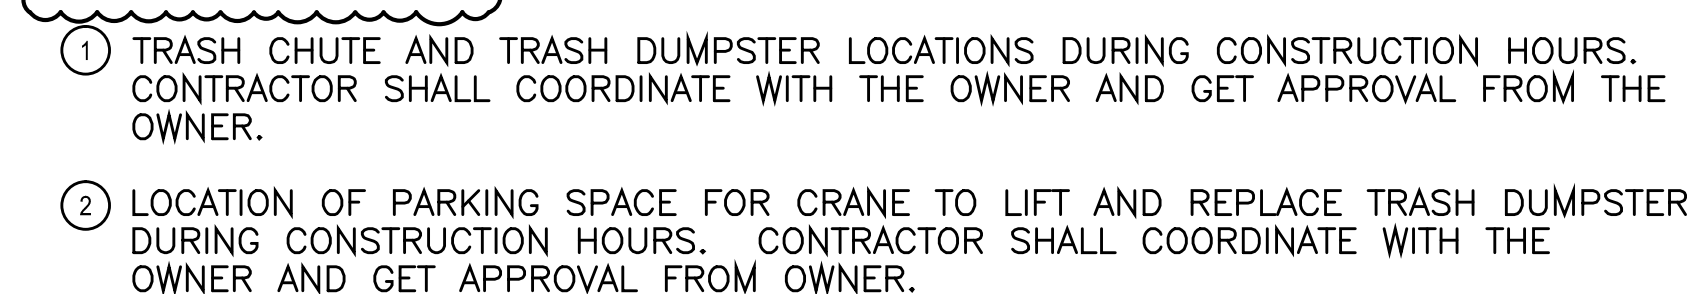 1 TRASH CHUTE AND TRASH DUMPSTER LOCATIONS DURING CONSTRUCTION HOURS.
CONTRACTOR SHALL COORDINATE WITH THE OWNER AND GET APPROVAL FROM THE
OWNER.
2 LOCATION OF PARKING SPACE FOR CRANE TO LIFT AND REPLACE TRASH DUMPSTER
DURING CONSTRUCTION HOURS. CONTRACTOR SHALL COORDINATE WITH THE
OWNER AND GET APPROVAL FROM OWNER.